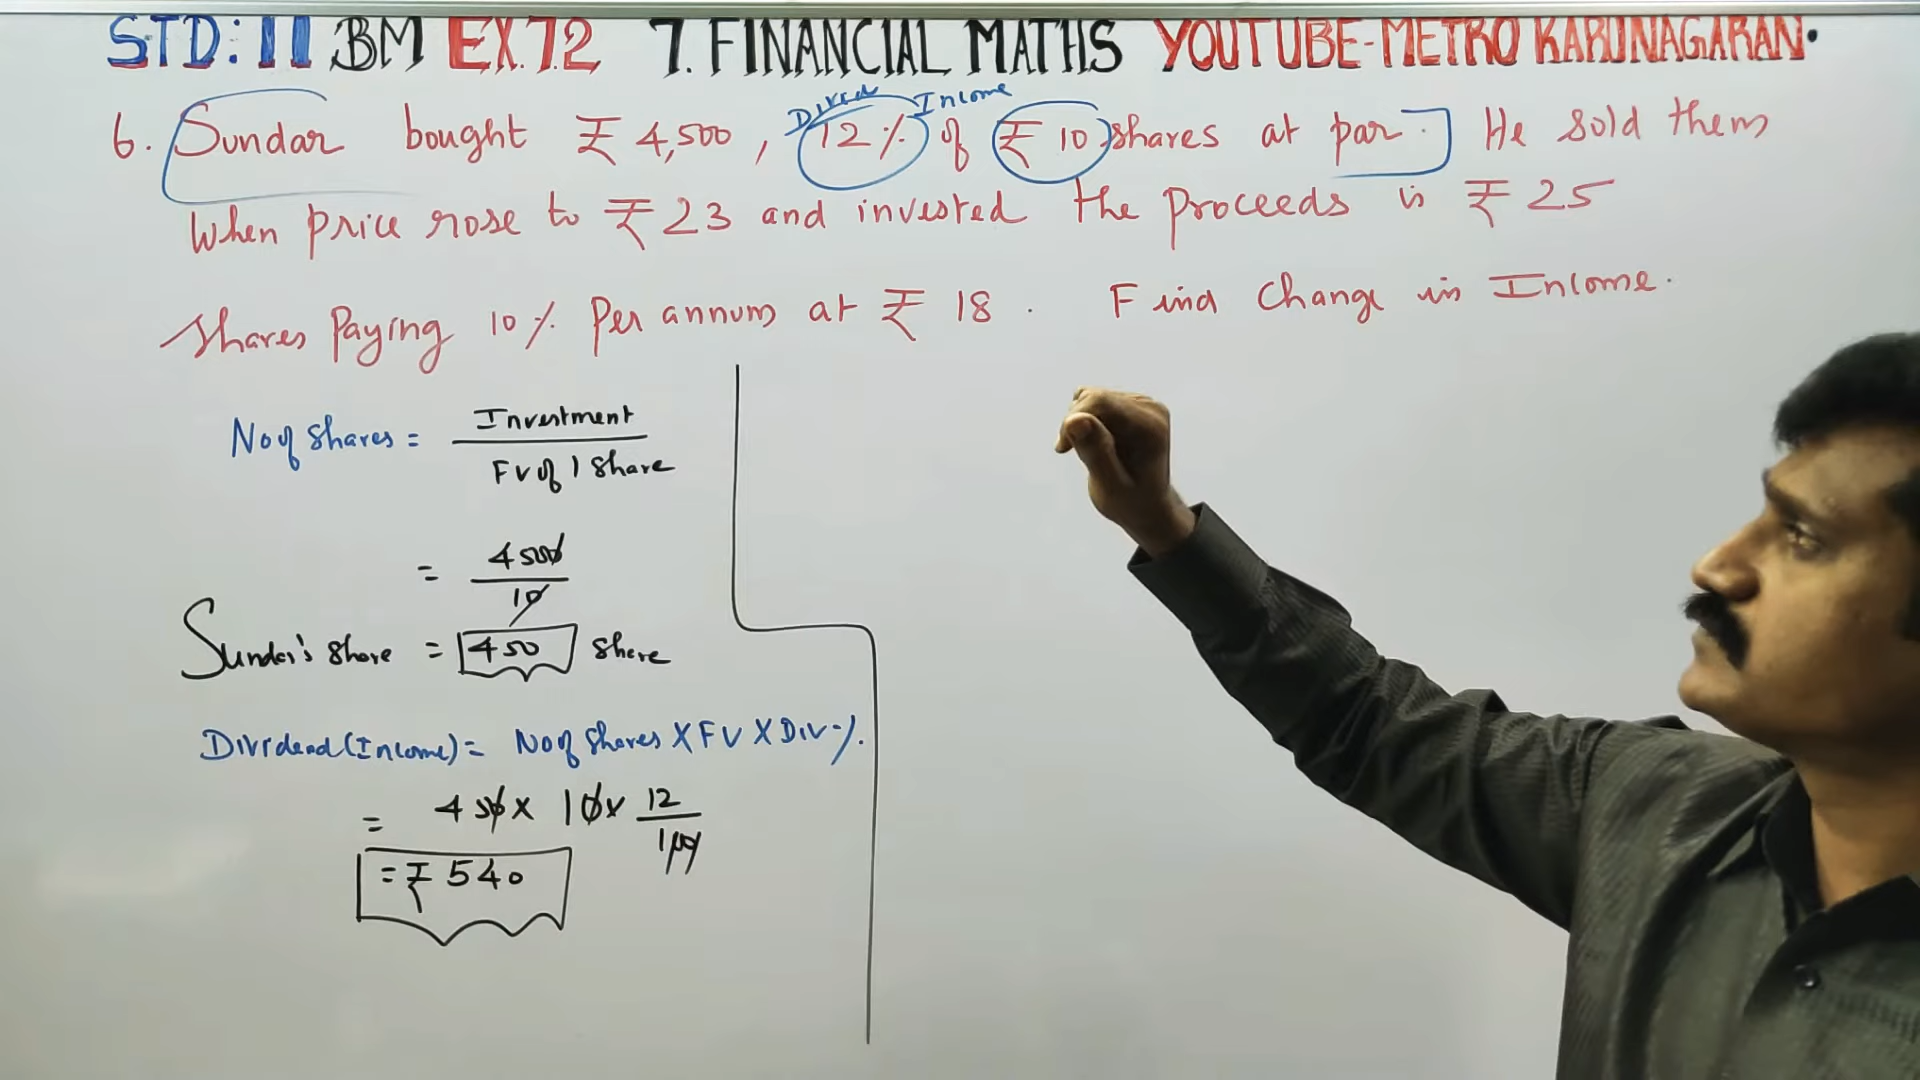 STD: 11 BM EX.7.2 7. FINANCIAL MATHS YOUTUBE-METRO KARUNAGARAN.
Divid Income
6. Sundar bought ₹ 4,500, 12% of ₹ 10 shares at par. He sold them
When price rose to ₹ 23 and invested the proceeds in ₹ 25
shares Paying 10% Per annum at ₹ 18. Find Change in Income.
No of shares = Investment
FV of 1 Share
= 4500
10
Sundar's Share = 450 Share
Dividend (Income) = No of shares X FV X Div %.
= 450 x 10 x 12
100
= ₹ 540